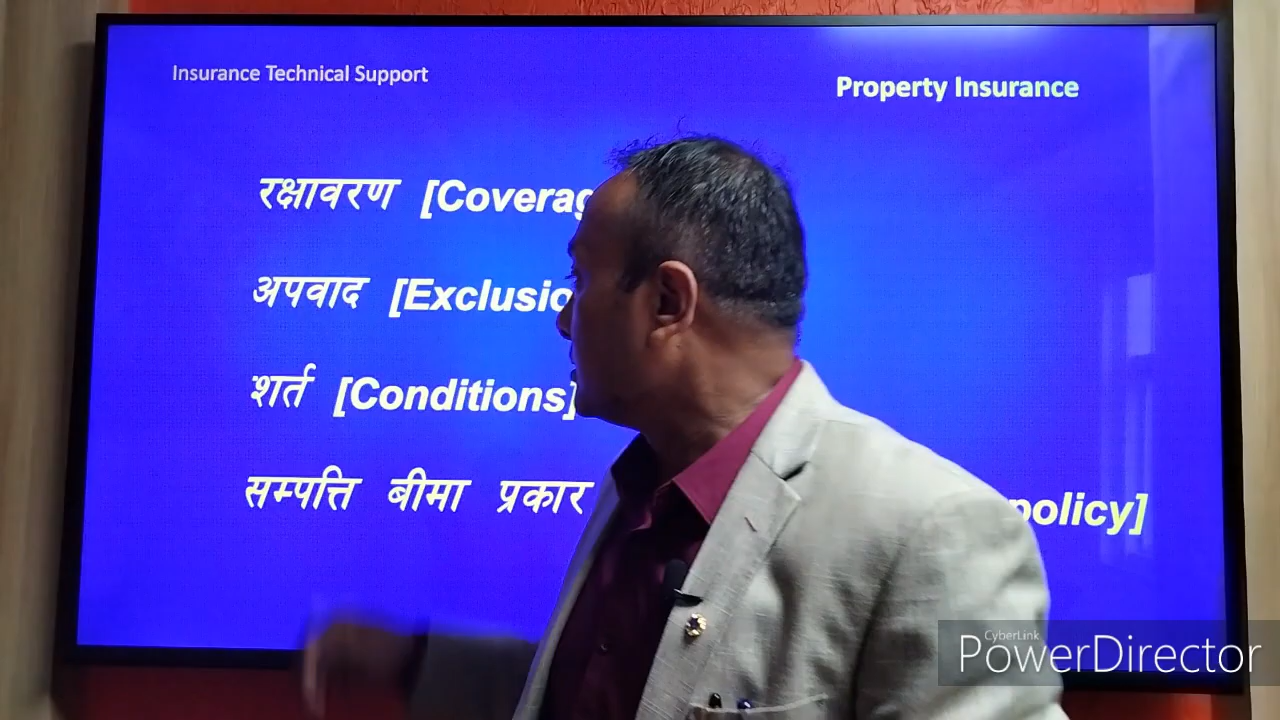 Insurance Technical Support
Property Insurance
रक्षावरण [Coverag
अपवाद [Exclusio
शर्त [Conditions]
सम्पत्ति बीमा प्रकार policy]
CyberLink
PowerDirector